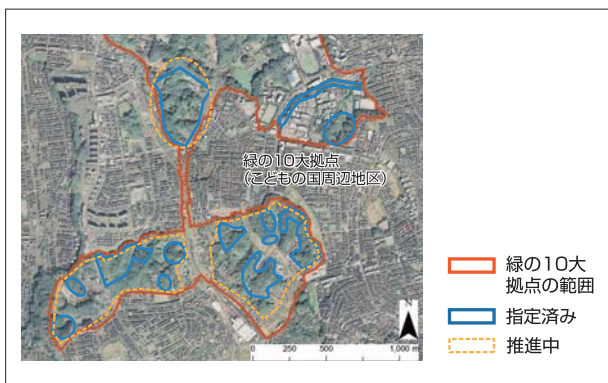 緑の10大拠点
(こどもの国周辺地区)
緑の10大
拠点の範囲
指定済み
推進中
N
0 250 500 1,000 m